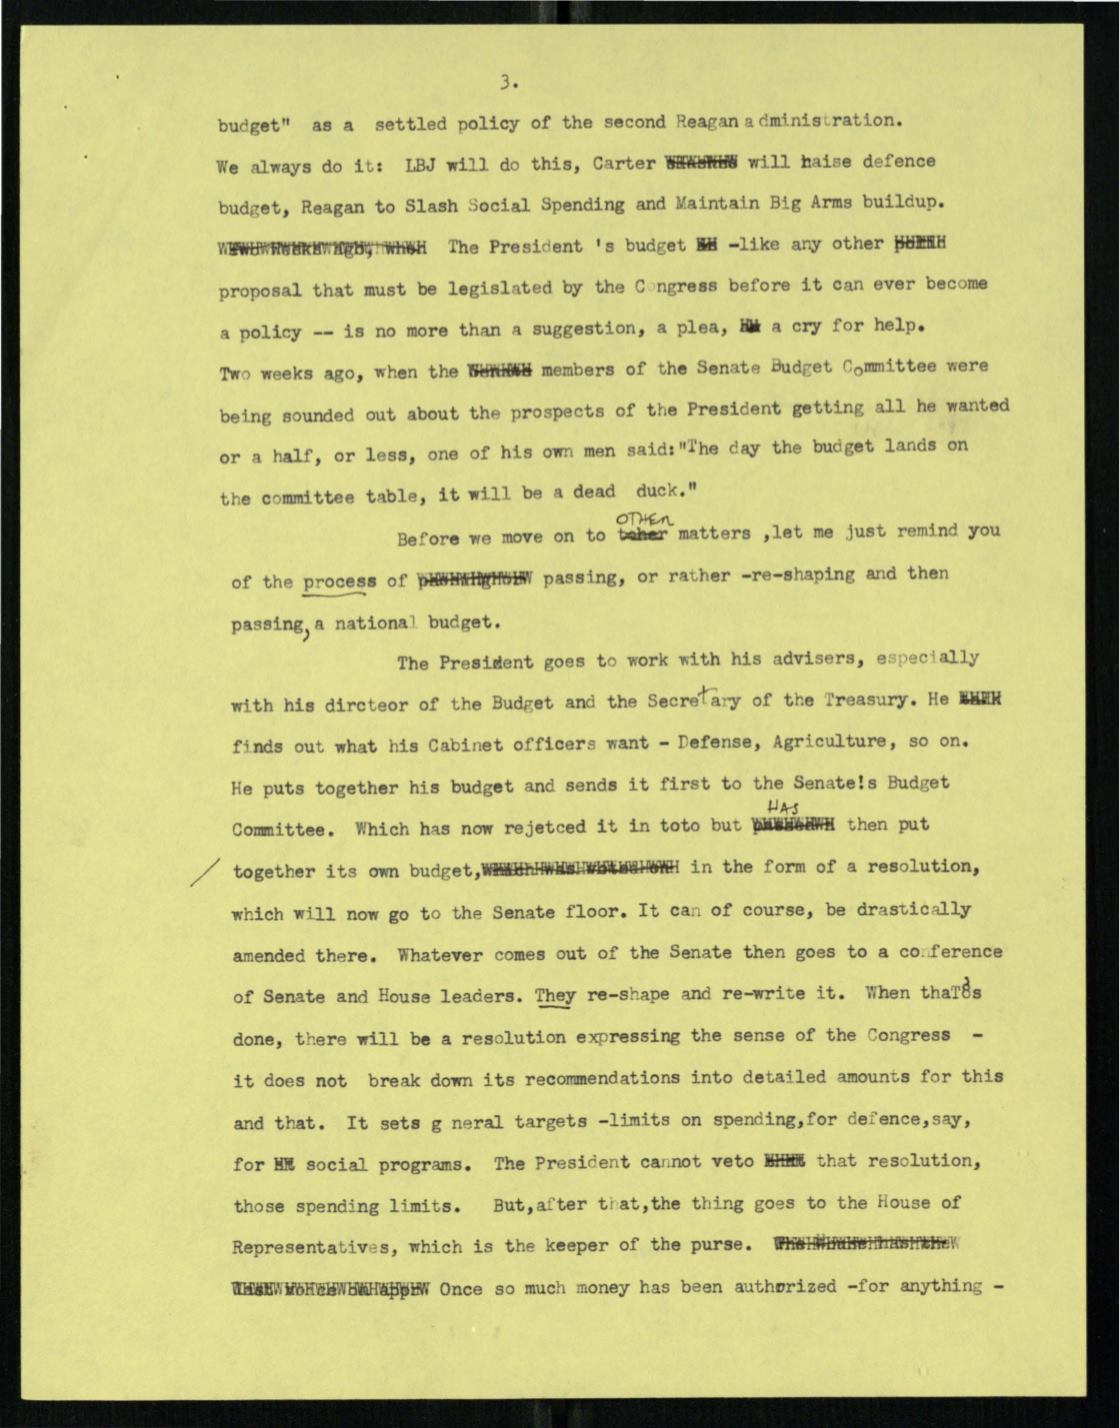 3.
budget" as a settled policy of the second Reagan administration.
We always do it: LBJ will do this, Carter will haise defence
budget, Reagan to Slash Social Spending and Maintain Big Arms buildup.
The President 's budget -like any other
proposal that must be legislated by the Congress before it can ever become
a policy -- is no more than a suggestion, a plea, a cry for help.
Two weeks ago, when the members of the Senate Budget Committee were
being sounded out about the prospects of the President getting all he wanted
or a half, or less, one of his own men said:"The day the budget lands on
the committee table, it will be a dead duck."
OTHER
Before we move on to toher matters ,let me just remind you
of the process of passing, or rather -re-shaping and then
passing, a national budget.
The President goes to work with his advisers, especially
with his dircteor of the Budget and the Secretary of the Treasury. He
finds out what his Cabinet officers want - Defense, Agriculture, so on.
He puts together his budget and sends it first to the Senate!s Budget
HAS
Committee. Which has now rejetced it in toto but then put
together its own budget, in the form of a resolution,
which will now go to the Senate floor. It can of course, be drastically
amended there. Whatever comes out of the Senate then goes to a conference
of Senate and House leaders. They re-shape and re-write it. When thaT's
done, there will be a resolution expressing the sense of the Congress -
it does not break down its recommendations into detailed amounts for this
and that. It sets g neral targets -limits on spending,for defence,say,
for social programs. The President cannot veto that resolution,
those spending limits. But,after that,the thing goes to the House of
Representatives, which is the keeper of the purse.
Once so much money has been authorized -for anything -